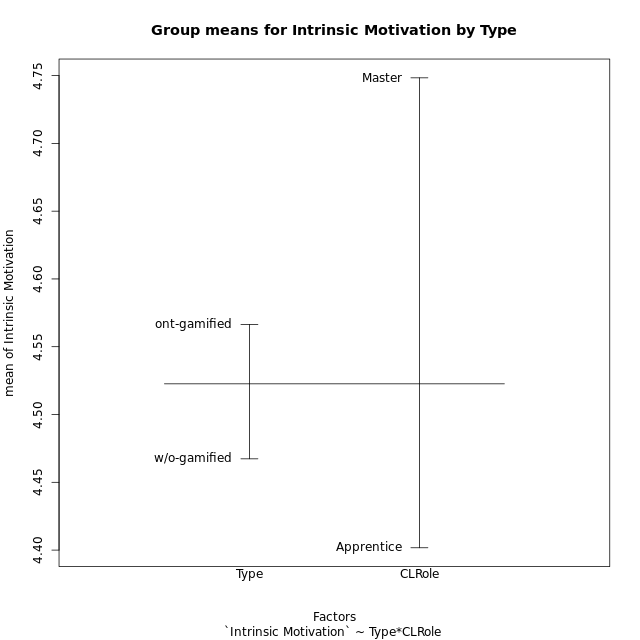 Group means for Intrinsic Motivation by Type
mean of Intrinsic Motivation
4.75
4.70
4.65
4.60
4.55
4.50
4.45
4.40
Master
ont-gamified
w/o-gamified
Apprentice
Type CLRole
Factors
`Intrinsic Motivation` ~ Type*CLRole